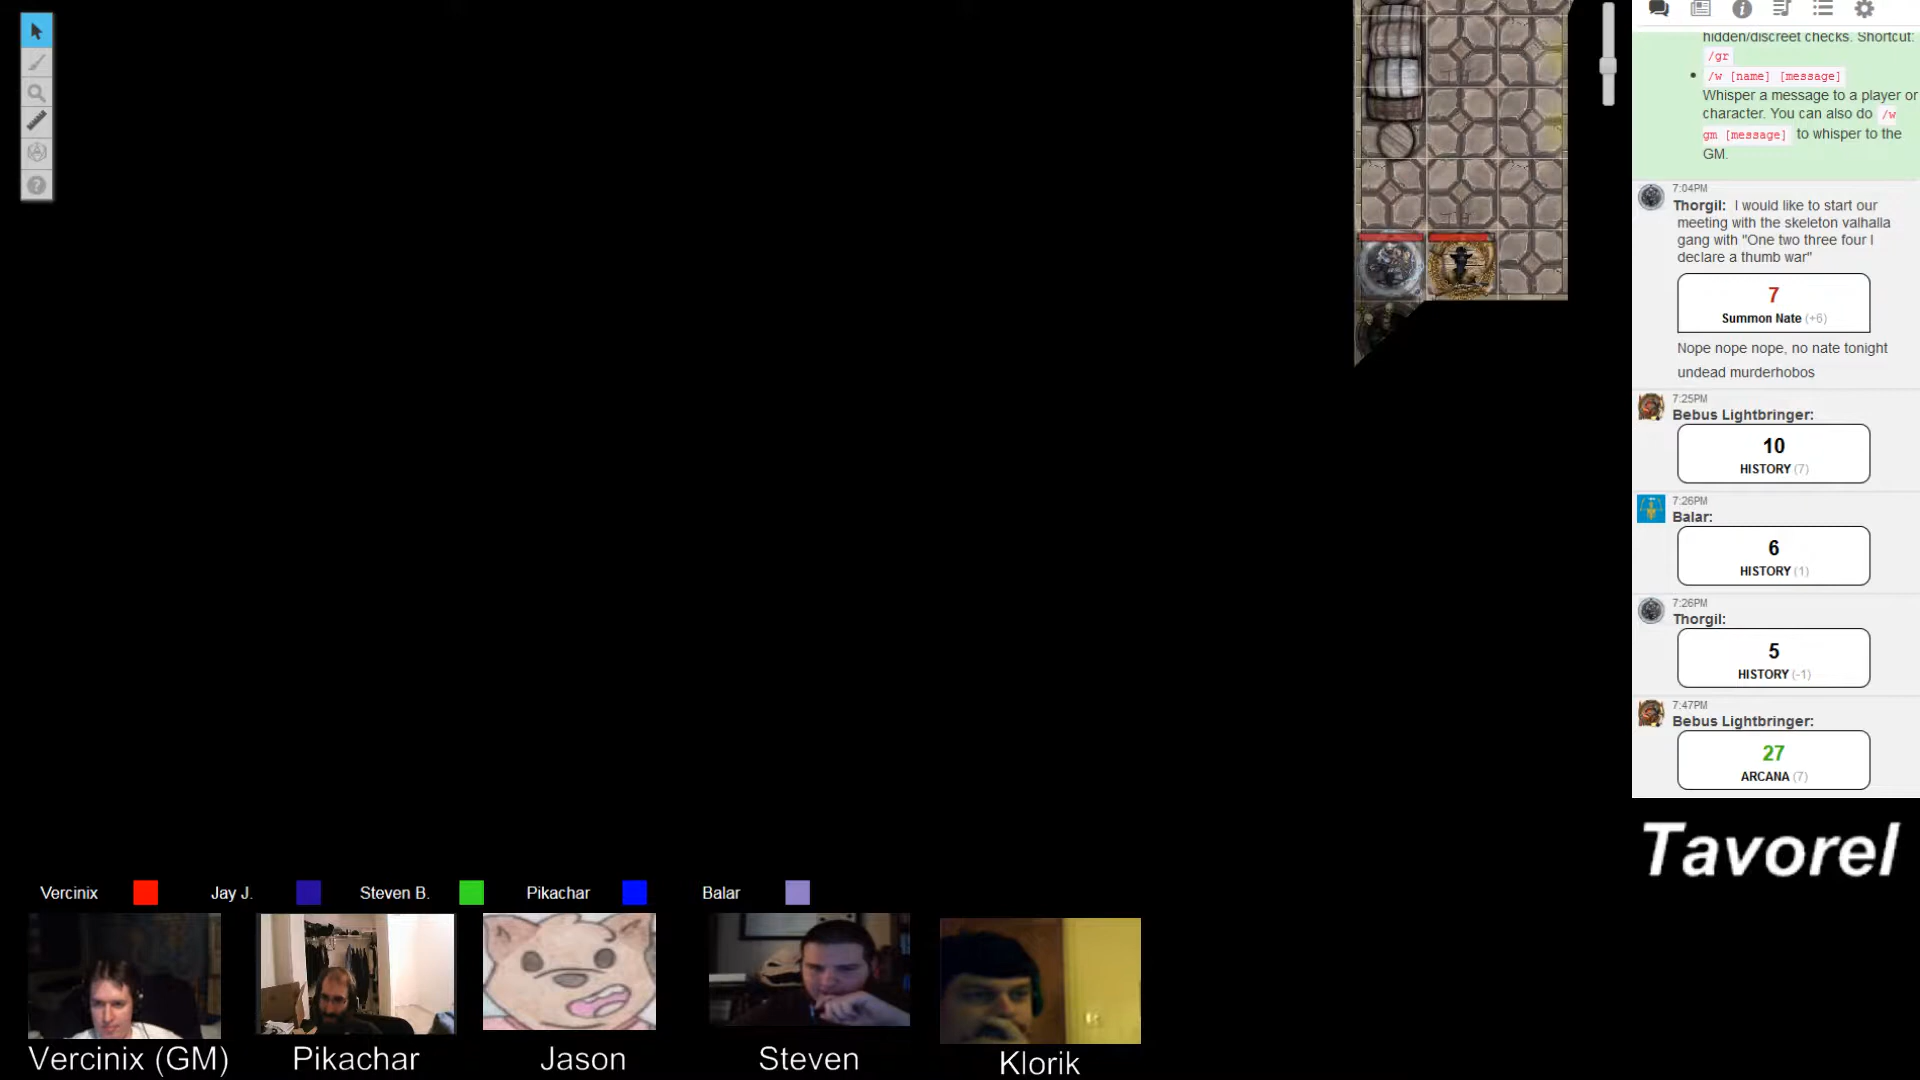 hidden/discreet checks. Shortcut:
/gr
/w [name] [message]
Whisper a message to a player or
character. You can also do /w
gm [message] to whisper to the
GM.
7:04PM
Thorgil: I would like to start our
meeting with the skeleton valhalla
gang with "One two three four I
declare a thumb war"
7
Summon Nate (+6)
Nope nope nope, no nate tonight
undead murderhobos
7:25PM
Bebus Lightbringer:
10
HISTORY (7)
7:26PM
Balar:
6
HISTORY (1)
7:26PM
Thorgil:
5
HISTORY (-1)
7:47PM
Bebus Lightbringer:
27
ARCANA (7)
Tavorel
Vercinix Jay J. Steven B. Pikachar Balar
Vercinix (GM) Pikachar Jason Steven Klorik